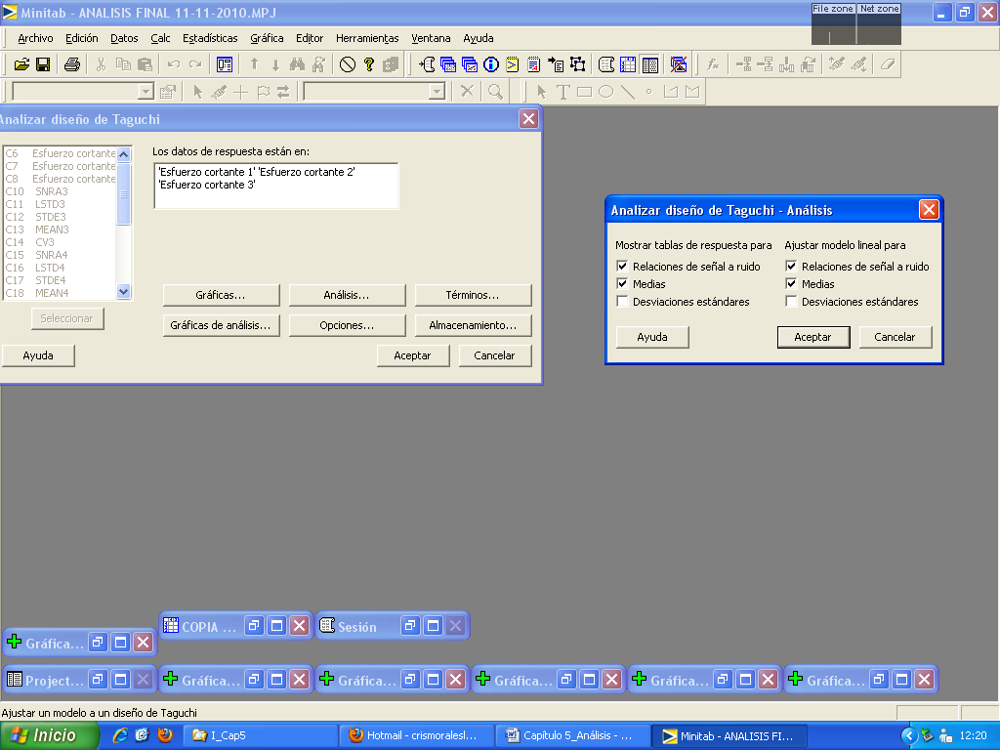 Minitab - ANALISIS FINAL 11-11-2010.MPJ
File zone Net zone
Archivo Edición Datos Calc Estadísticas Gráfica Editor Herramientas Ventana Ayuda
Analizar diseño de Taguchi
C6 Esfuerzo cortante
C7 Esfuerzo cortante
C8 Esfuerzo cortante
C10 SNRA3
C11 LSTD3
C12 STDE3
C13 MEAN3
C14 CV3
C15 SNRA4
C16 LSTD4
C17 STDE4
C18 MEAN4
Los datos de respuesta están en:
'Esfuerzo cortante 1' 'Esfuerzo cortante 2'
'Esfuerzo cortante 3'
Gráficas... Análisis... Términos...
Seleccionar
Gráficas de análisis... Opciones... Almacenamiento...
Ayuda Aceptar Cancelar
Analizar diseño de Taguchi - Análisis
Mostrar tablas de respuesta para Ajustar modelo lineal para
Relaciones de señal a ruido Relaciones de señal a ruido
Medias Medias
Desviaciones estándares Desviaciones estándares
Ayuda Aceptar Cancelar
COPIA ... Sesión
Gráfica...
Project... Gráfica... Gráfica... Gráfica... Gráfica... Gráfica...
Ajustar un modelo a un diseño de Taguchi
Inicio I_Cap5 Hotmail - crismoralesl... Capítulo 5_Análisis - ... Minitab - ANALISIS FI... 12:20